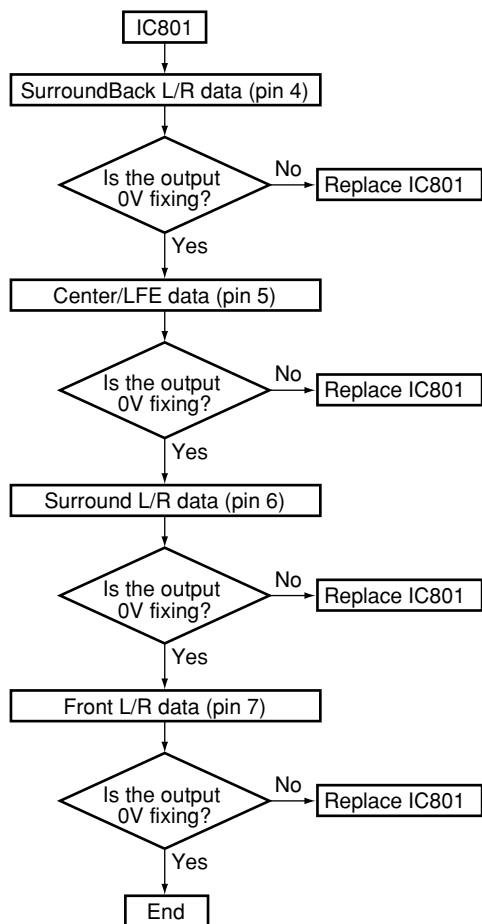 IC801
SurroundBack L/R data (pin 4)
Is the output
0V fixing?
No
Replace IC801
Yes
Center/LFE data (pin 5)
Is the output
0V fixing?
No
Replace IC801
Yes
Surround L/R data (pin 6)
Is the output
0V fixing?
No
Replace IC801
Yes
Front L/R data (pin 7)
Is the output
0V fixing?
No
Replace IC801
Yes
End